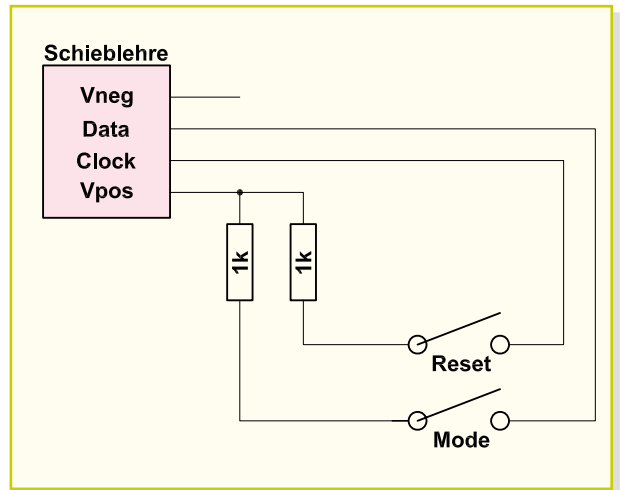 Schieblehre
Vneg
Data
Clock
Vpos
1k
1k
Reset
Mode